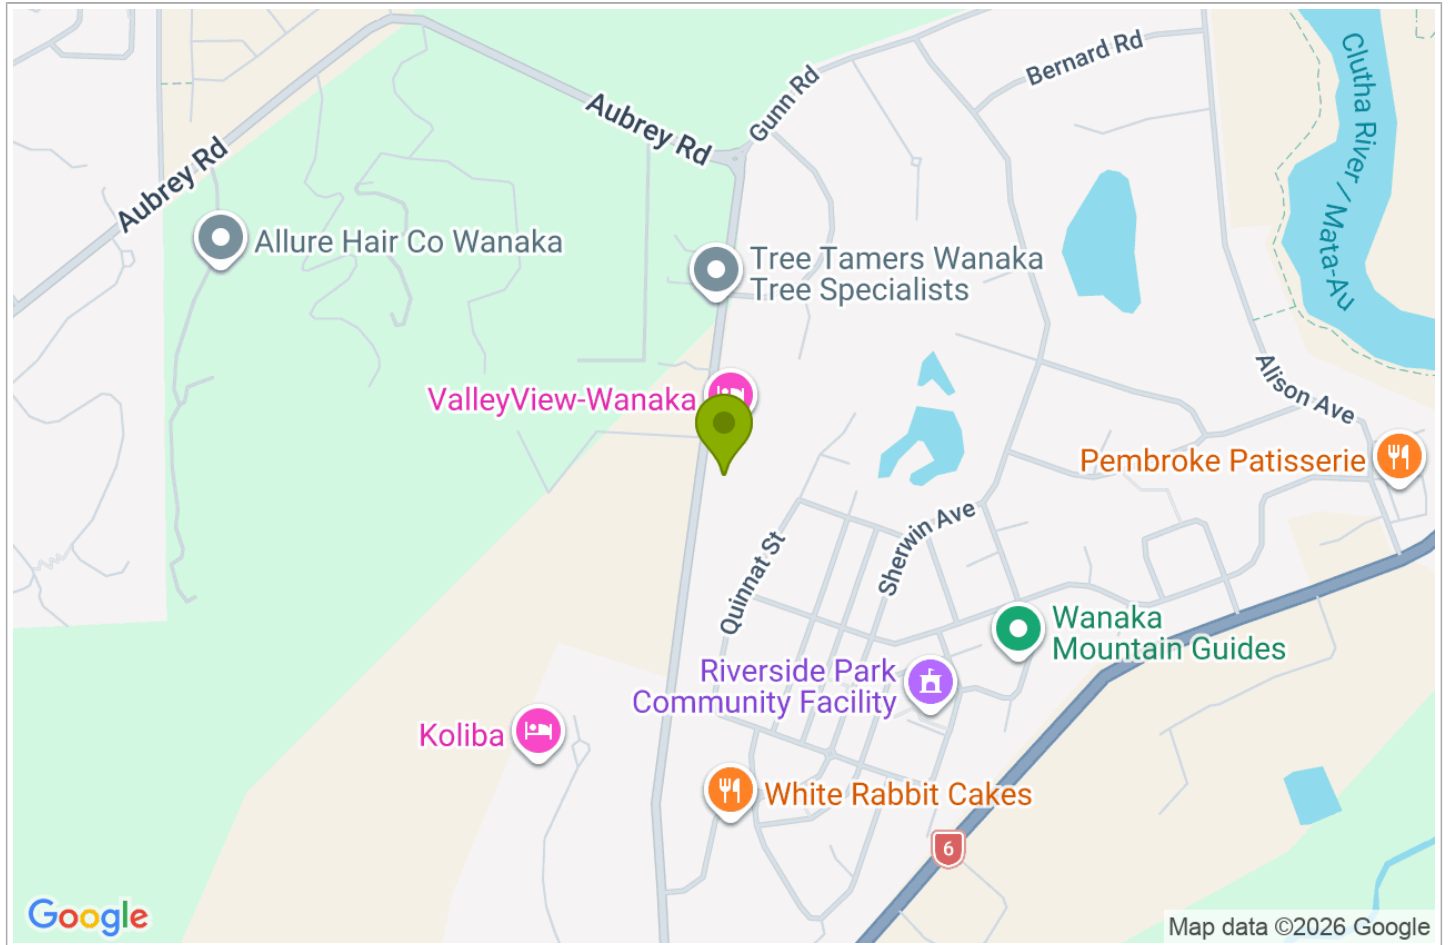 Bernard Rd
Clutha River / Mata-Au
Gunn Rd
Aubrey Rd
Aubrey Rd
Allure Hair Co Wanaka
Tree Tamers Wanaka
Tree Specialists
ValleyView-Wanaka
Alison Ave
Pembroke Patisserie
Sherwin Ave
Quinnat St
Wanaka
Mountain Guides
Riverside Park
Community Facility
Koliba
White Rabbit Cakes
6
Google
Map data ©2026 Google